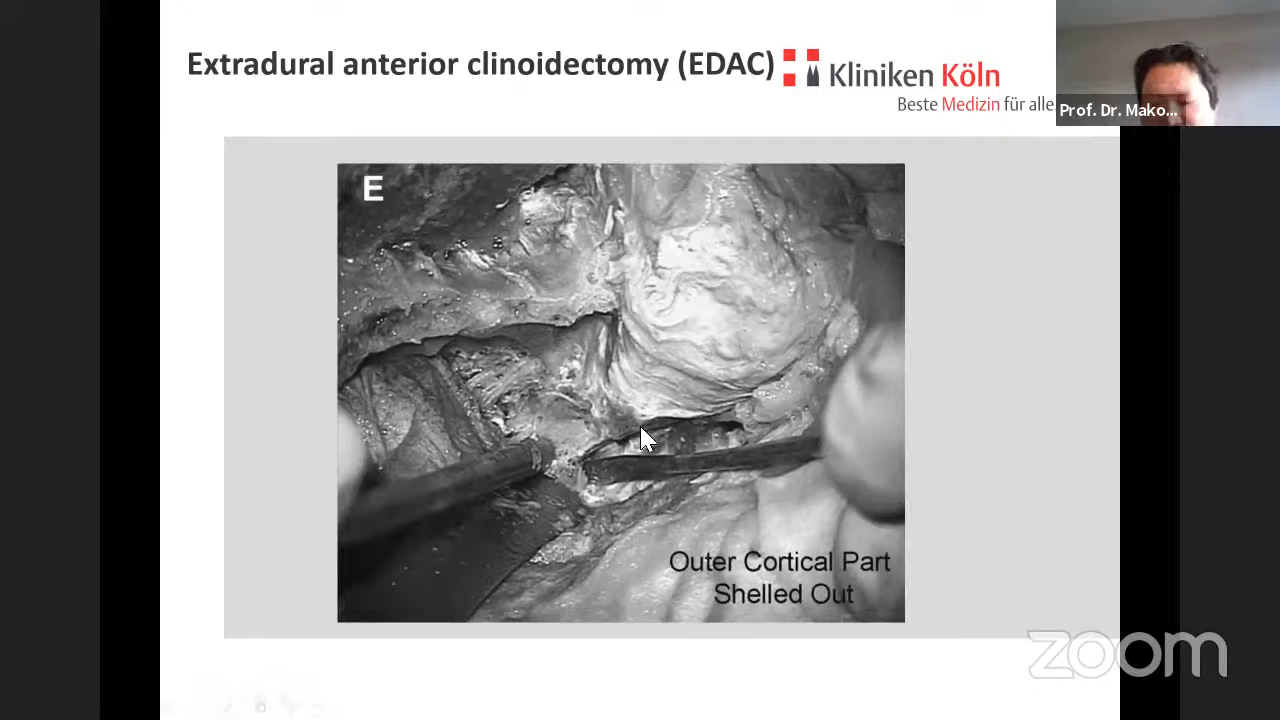 Extradural anterior clinoidectomy (EDAC)
Kliniken Köln
Beste Medizin für alle
Prof. Dr. Mako...
E
Outer Cortical Part
Shelled Out
zoom